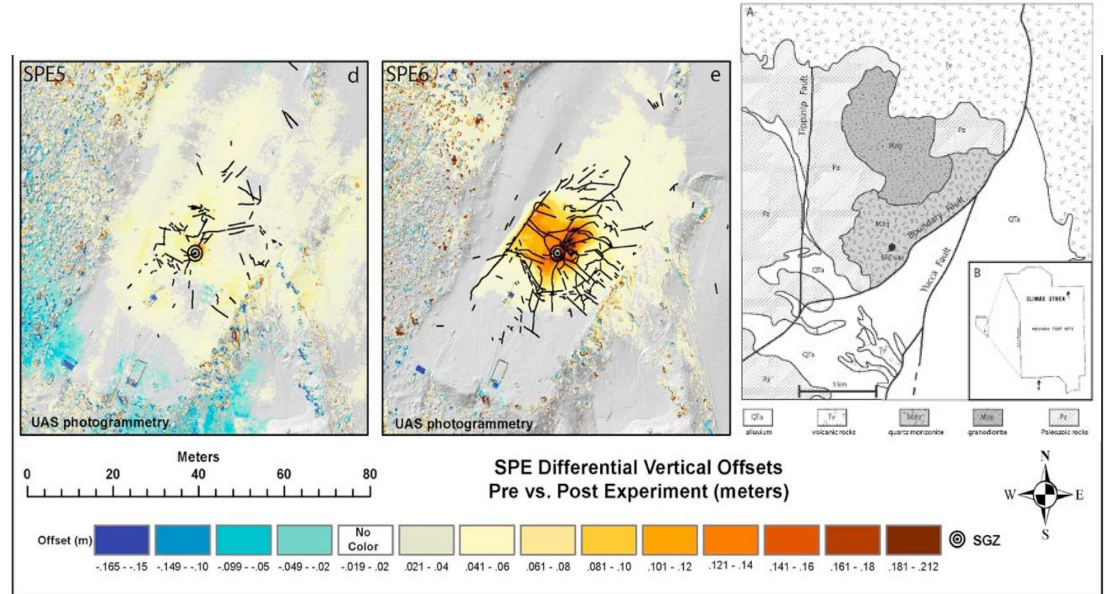 SPE5
d
UAS photogrammetry
SPE6
e
UAS photogrammetry
A
Tv
Tippinip Fault
Pz
Pz
Pz
Boundary Fault
QTa
QTa
Yucca Fault
QTa
Tv
Pz
1 km
B
CLIMAX STOCK
NEVADA TEST SITE
QTa
Tv
Pz
alluvium
volcanic rocks
quartz monzonite
granodiorite
Paleozoic rocks
Meters
0 20 40 60 80
SPE Differential Vertical Offsets
Pre vs. Post Experiment (meters)
N
W E
S
Offset (m)
No
Color
SGZ
-.165 - -.15
-.149 - -.10
-.099 - -.05
-.049 - -.02
-.019 - .02
.021 - .04
.041 - .06
.061 - .08
.081 - .10
.101 - .12
.121 - .14
.141 - .16
.161 - .18
.181 - .212